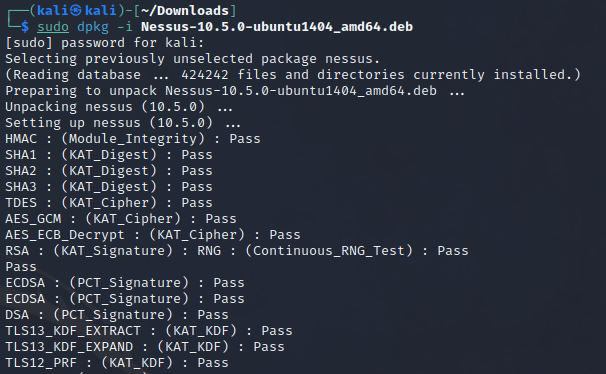 ┌──(kali㉿kali)-[~/Downloads]
└─$ sudo dpkg -i Nessus-10.5.0-ubuntu1404_amd64.deb
[sudo] password for kali:
Selecting previously unselected package nessus.
(Reading database ... 424242 files and directories currently installed.)
Preparing to unpack Nessus-10.5.0-ubuntu1404_amd64.deb ...
Unpacking nessus (10.5.0) ...
Setting up nessus (10.5.0) ...
HMAC : (Module_Integrity) : Pass
SHA1 : (KAT_Digest) : Pass
SHA2 : (KAT_Digest) : Pass
SHA3 : (KAT_Digest) : Pass
TDES : (KAT_Cipher) : Pass
AES_GCM : (KAT_Cipher) : Pass
AES_ECB_Decrypt : (KAT_Cipher) : Pass
RSA : (KAT_Signature) : RNG : (Continuous_RNG_Test) : Pass
Pass
ECDSA : (PCT_Signature) : Pass
ECDSA : (PCT_Signature) : Pass
DSA : (PCT_Signature) : Pass
TLS13_KDF_EXTRACT : (KAT_KDF) : Pass
TLS13_KDF_EXPAND : (KAT_KDF) : Pass
TLS12_PRF : (KAT_KDF) : Pass